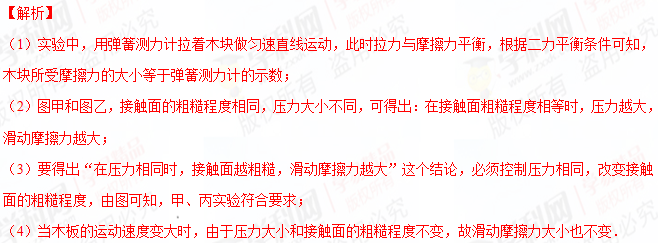 【解析】
（1）实验中，用弹簧测力计拉着木块做匀速直线运动，此时拉力与摩擦力平衡，根据二力平衡条件可知，
木块所受摩擦力的大小等于弹簧测力计的示数；
（2）图甲和图乙，接触面的粗糙程度相同，压力大小不同，可得出：在接触面粗糙程度相等时，压力越大，
滑动摩擦力越大；
（3）要得出“在压力相同时，接触面越粗糙，滑动摩擦力越大”这个结论，必须控制压力相同，改变接触
面的粗糙程度，由图可知，甲、丙实验符合要求；
（4）当木板的运动速度变大时，由于压力大小和接触面的粗糙程度不变，故滑动摩擦力大小也不变．